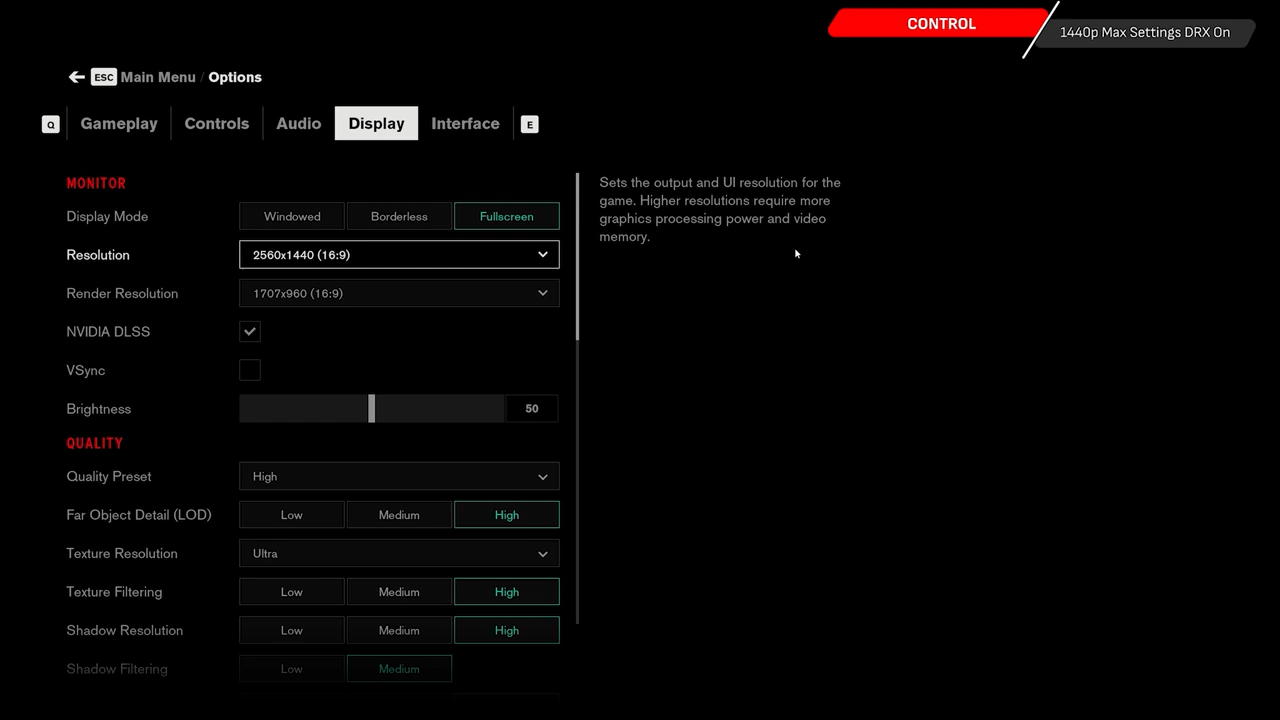 CONTROL
1440p Max Settings DRX On
ESC Main Menu / Options
Q Gameplay Controls Audio Display Interface E
MONITOR
Display Mode Windowed Borderless Fullscreen
Resolution 2560x1440 (16:9)
Render Resolution 1707x960 (16:9)
NVIDIA DLSS
VSync
Brightness 50
QUALITY
Quality Preset High
Far Object Detail (LOD) Low Medium High
Texture Resolution Ultra
Texture Filtering Low Medium High
Shadow Resolution Low Medium High
Shadow Filtering Low Medium
Sets the output and UI resolution for the
game. Higher resolutions require more
graphics processing power and video
memory.